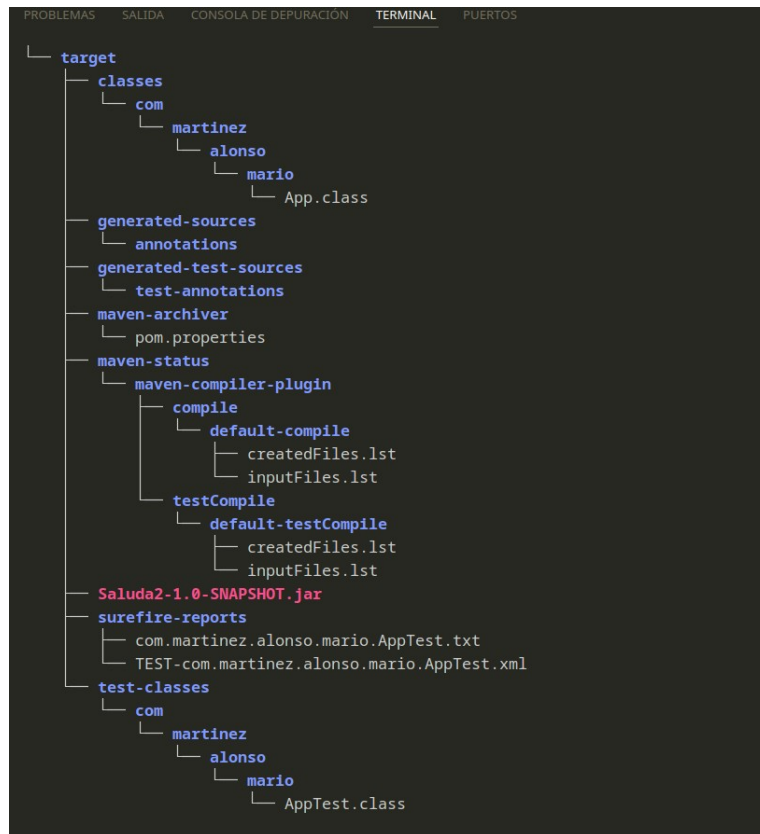 PROBLEMAS SALIDA CONSOLA DE DEPURACIÓN TERMINAL PUERTOS
└── target
    ├── classes
    │   └── com
    │       └── martinez
    │           └── alonso
    │               └── mario
    │                   └── App.class
    ├── generated-sources
    │   └── annotations
    ├── generated-test-sources
    │   └── test-annotations
    ├── maven-archiver
    │   └── pom.properties
    ├── maven-status
    │   └── maven-compiler-plugin
    │       ├── compile
    │       │   └── default-compile
    │       │       ├── createdFiles.lst
    │       │       └── inputFiles.lst
    │       └── testCompile
    │           └── default-testCompile
    │               ├── createdFiles.lst
    │               └── inputFiles.lst
    ├── Saluda2-1.0-SNAPSHOT.jar
    ├── surefire-reports
    │   ├── com.martinez.alonso.mario.AppTest.txt
    │   └── TEST-com.martinez.alonso.mario.AppTest.xml
    └── test-classes
        └── com
            └── martinez
                └── alonso
                    └── mario
                        └── AppTest.class